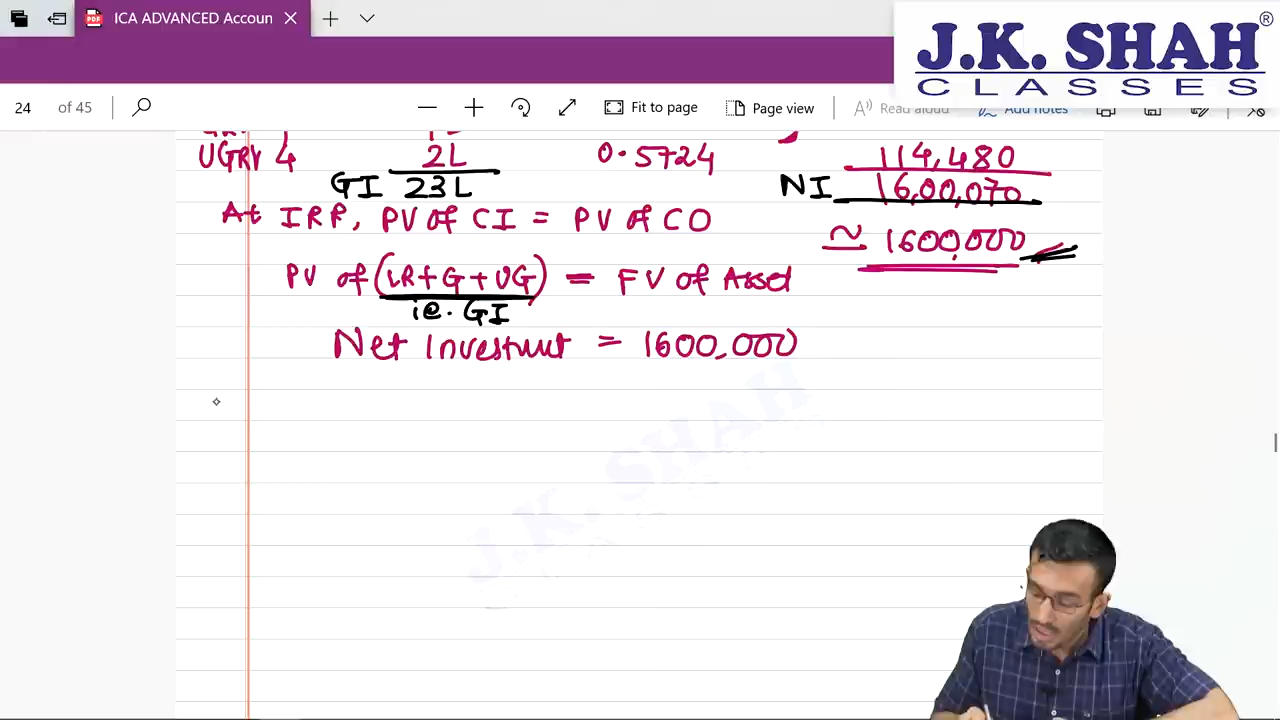 ICA ADVANCED Accoun
J.K. SHAH®
CLASSES
24 of 45 Fit to page Page view Read aloud Add notes
UGRV 4 2L 0.5724 114,480
GI 23L NI 16,00,070
At IRR, PV of CI = PV of CO ≈ 1600,000
PV of (LR+G+UG) = FV of Asset
ie. GI
Net Investment = 1600,000
J.K. SHAH